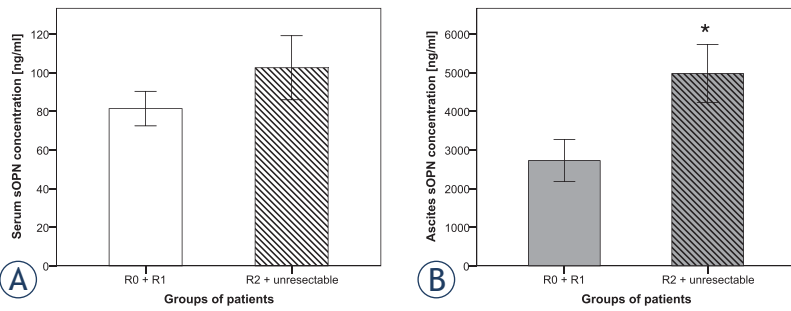 Serum sOPN concentration [ng/ml]
120
100
80
60
40
20
0
R0 + R1
R2 + unresectable
Groups of patients
A
Ascites sOPN concentration [ng/ml]
6000
5000
4000
3000
2000
1000
0
*
R0 + R1
R2 + unresectable
Groups of patients
B